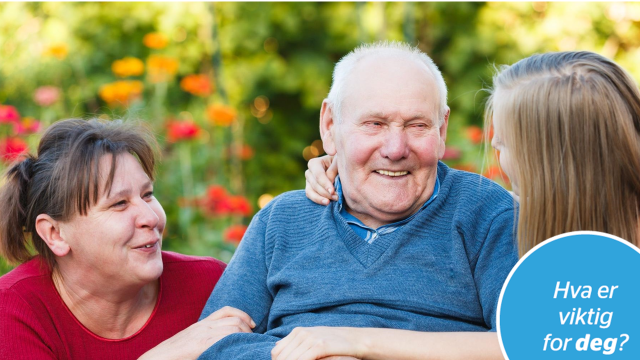 Hva er
viktig
for deg?